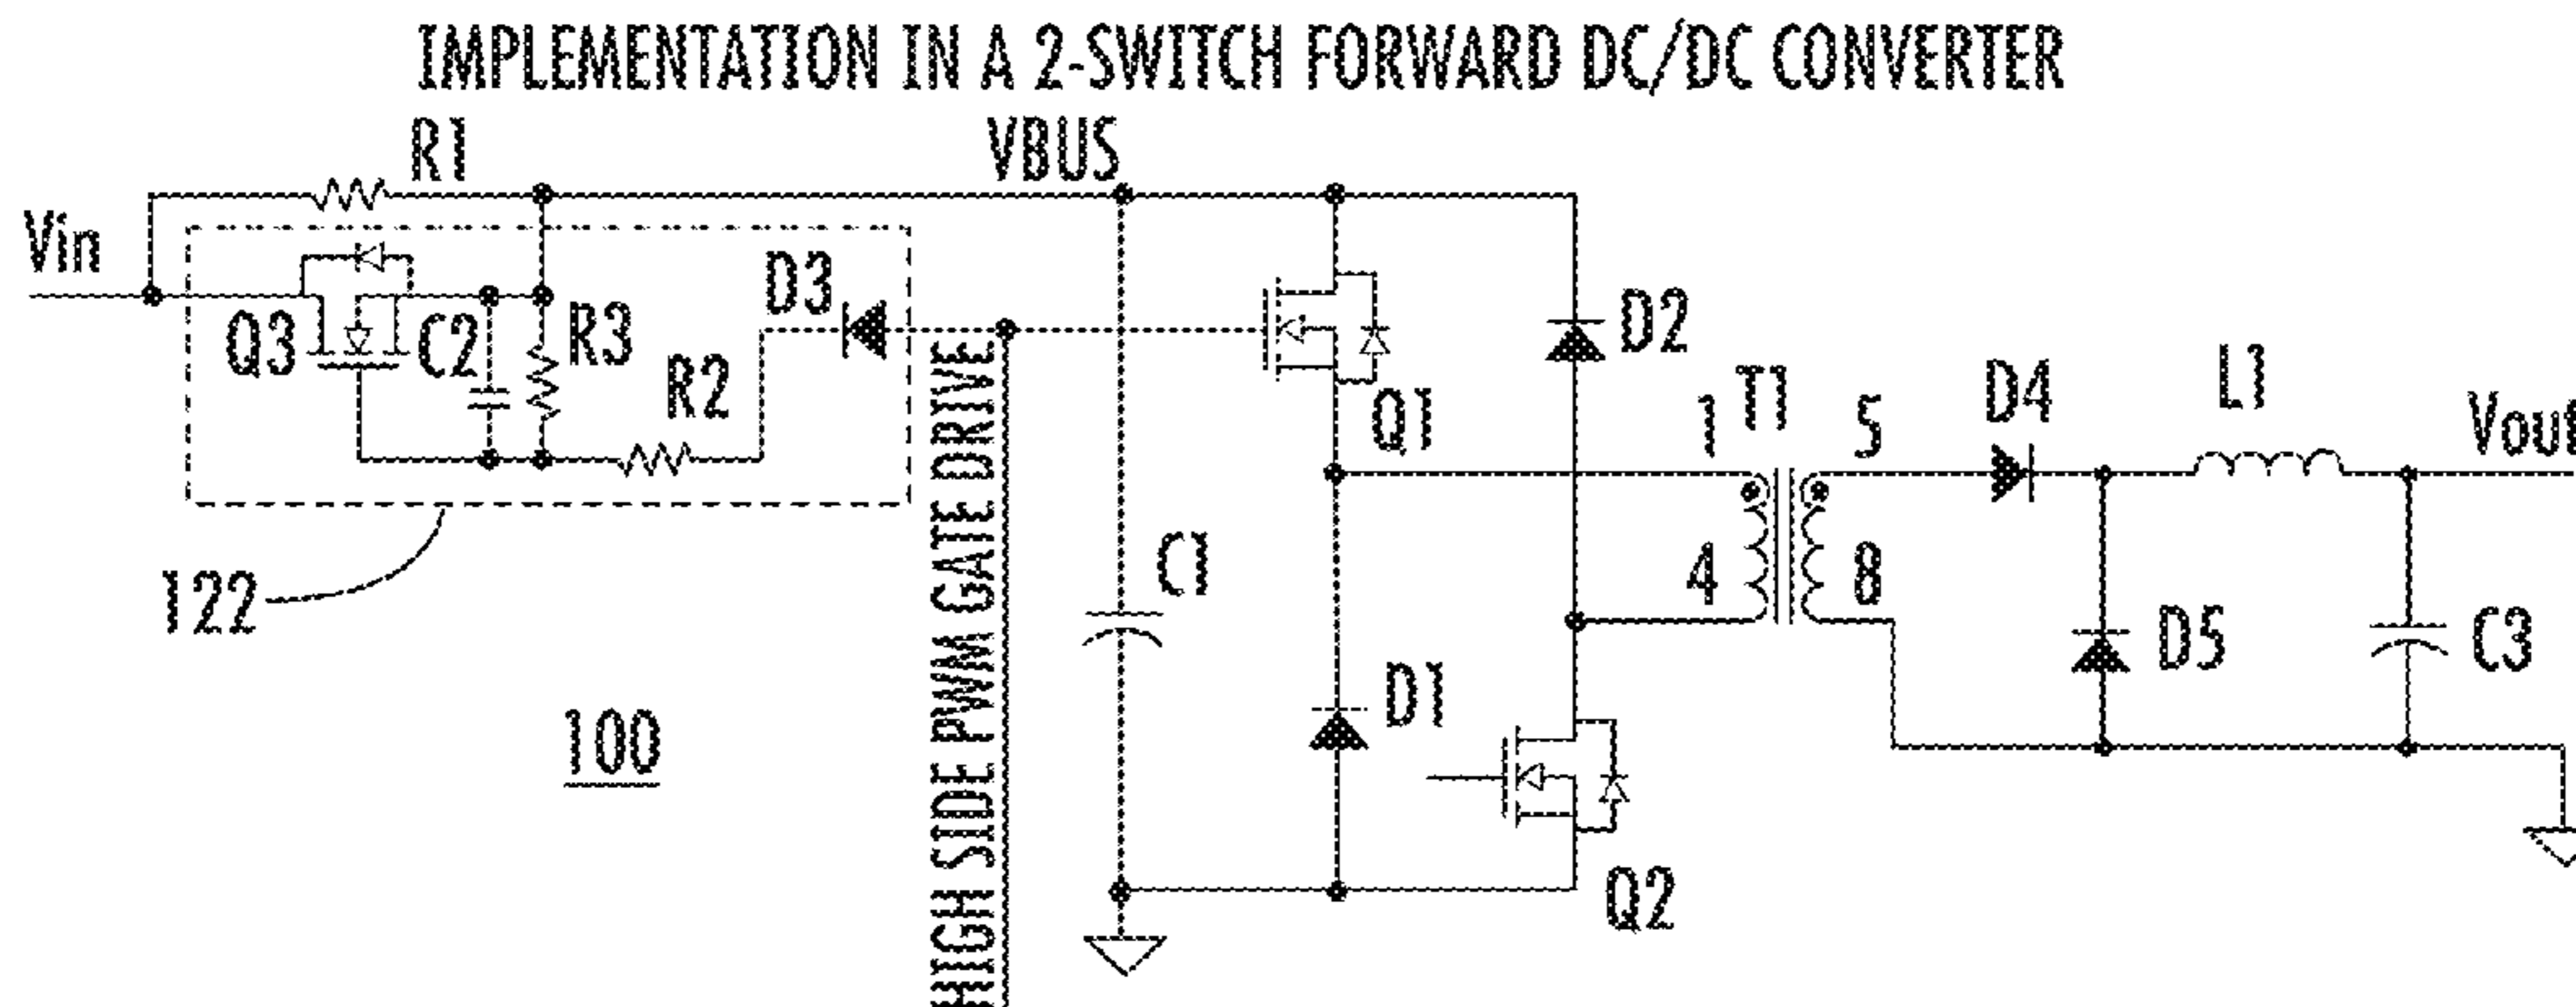 IMPLEMENTATION IN A 2-SWITCH FORWARD DC/DC CONVERTER
R1
VBUS
Vin
D3
Q3
C2
R3
R2
D2
Q1
1
T1
5
D4
L1
Vout
HIGH SIDE PWM GATE DRIVE
C1
4
8
122
D1
D5
C3
100
Q2